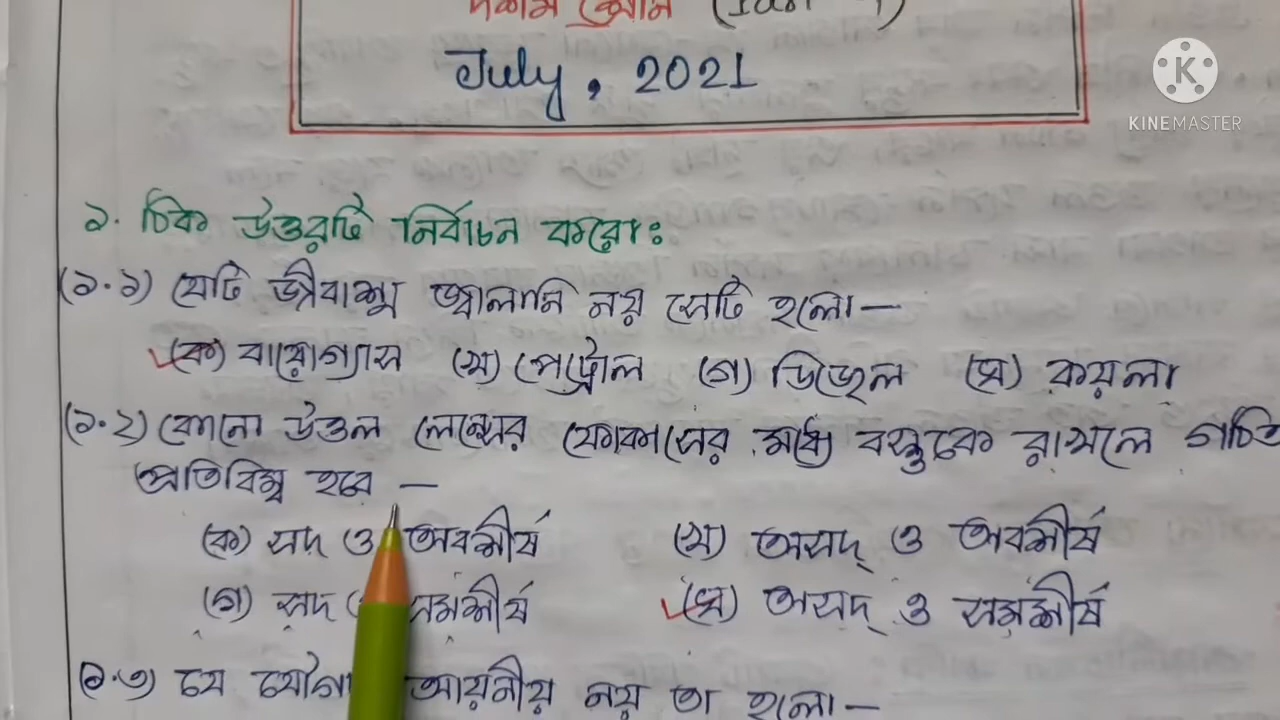 দশম শ্রেণি
July, 2021
KINEMASTER
১. ঠিক উত্তরটি নির্বাচন করো:
(১.১) যেটি জীবাশ্ম জ্বালানি নয় সেটি হলো —
(ক) বায়োগ্যাস (খ) পেট্রোল (গ) ডিজেল (ঘ) কয়লা
(১.২) কোনো উত্তল লেন্সের ফোকাসের মধ্যে বস্তুকে রাখলে গঠিত
প্রতিবিম্ব হবে —
(ক) সদ ও অবশীর্ষ (খ) অসদ্ ও অবশীর্ষ
(গ) সদ ও সমশীর্ষ (ঘ) অসদ্ ও সমশীর্ষ
(১.৩) যে আয়নীয় নয় তা হলো —